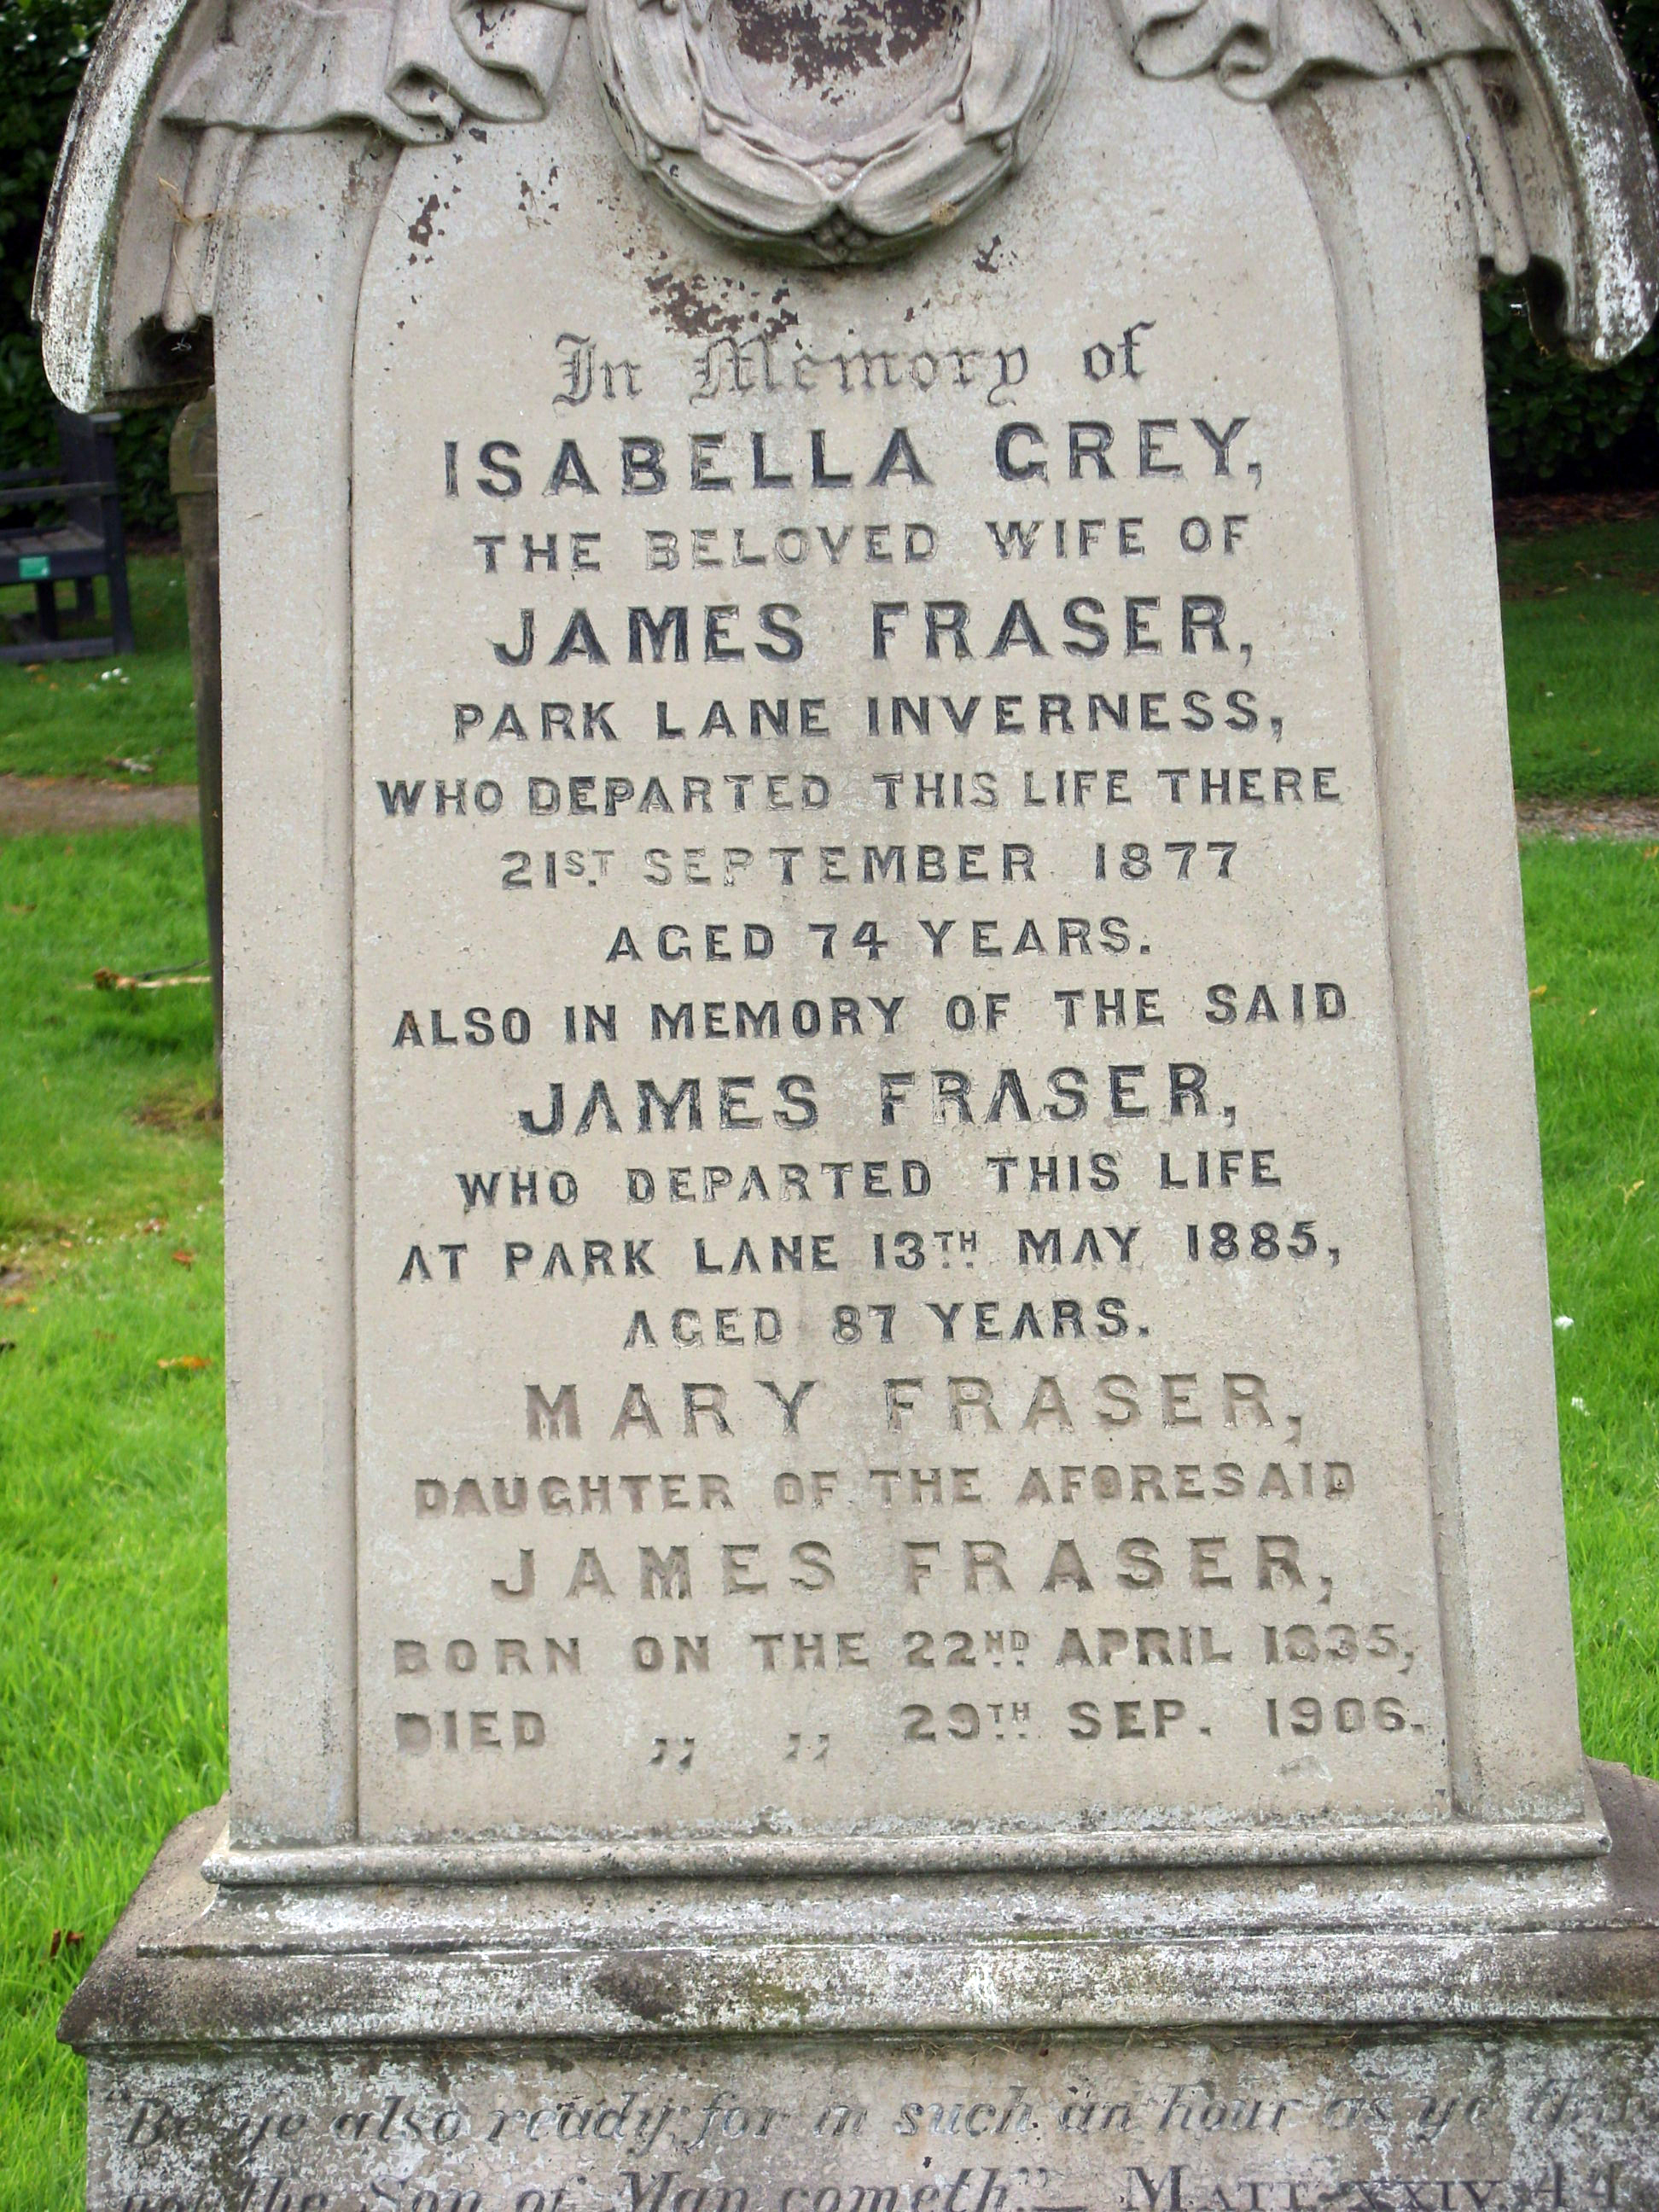 In Memory of
ISABELLA GREY,
THE BELOVED WIFE OF
JAMES FRASER,
PARK LANE INVERNESS,
WHO DEPARTED THIS LIFE THERE
21ST. SEPTEMBER 1877
AGED 74 YEARS.
ALSO IN MEMORY OF THE SAID
JAMES FRASER,
WHO DEPARTED THIS LIFE
AT PARK LANE 13TH MAY 1885,
AGED 87 YEARS.
MARY FRASER,
DAUGHTER OF THE AFORESAID
JAMES FRASER,
BORN ON THE 22ND APRIL 1835,
DIED ,, ,, 29TH SEP. 1906.
"Be ye also ready; for in such an hour as ye
not the Son of Man cometh" — MATT. XXIV. 44